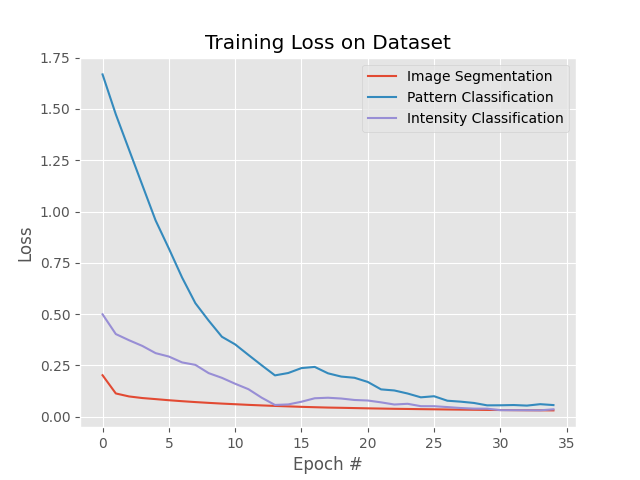 Training Loss on Dataset
Image Segmentation
Pattern Classification
Intensity Classification
Loss
1.75
1.50
1.25
1.00
0.75
0.50
0.25
0.00
0 5 10 15 20 25 30 35
Epoch #